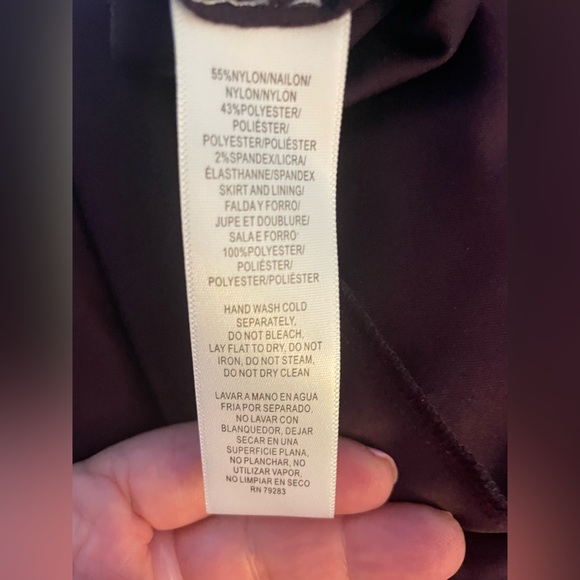 55%NYLON/NAILON/
NYLON/NYLON
43%POLYESTER/
POLIÉSTER/
POLYESTER/POLIÉSTER
2%SPANDEX/LICRA/
ÉLASTHANNE/SPANDEX
SKIRT AND LINING/
FALDA Y FORRO/
JUPE ET DOUBLURE/
SALA E FORRO
100%POLYESTER/
POLIÉSTER/
POLYESTER/POLIÉSTER
HAND WASH COLD
SEPARATELY,
DO NOT BLEACH,
LAY FLAT TO DRY, DO NOT
IRON, DO NOT STEAM,
DO NOT DRY CLEAN
LAVAR A MANO EN AGUA
FRIA POR SEPARADO,
NO LAVAR CON
BLANQUEDOR, DEJAR
SECAR EN UNA
SUPERFICIE PLANA,
NO PLANCHAR, NO
UTILIZAR VAPOR,
NO LIMPIAR EN SECO
RN 79283